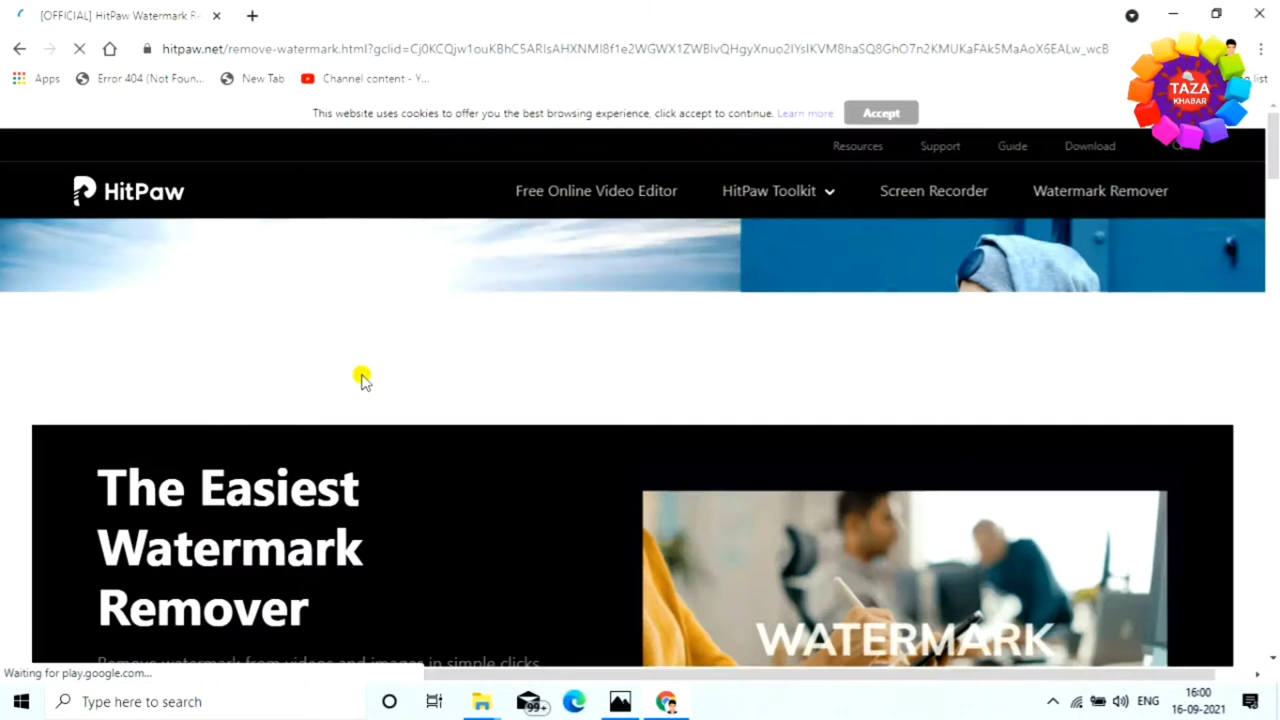 [OFFICIAL] HitPaw Watermark Re
hitpaw.net/remove-watermark.html?gclid=Cj0KCQjw1ouKBhC5ARIsAHXNMI8f1e2WGWX1ZWBlvQHgyXnuo2IYiKVM8haSQ8GhO7n2KMUKaFAk5MaAoX6EALw_wcB
Apps
Error 404 (Not Foun...
New Tab
Channel content - Y...
TAZA
KHABAR
This website uses cookies to offer you the best browsing experience, click accept to continue. Learn more
Accept
Resources
Support
Guide
Download
HitPaw
Free Online Video Editor
HitPaw Toolkit
Screen Recorder
Watermark Remover
The Easiest
Watermark
Remover
Remove watermark from videos and images in simple clicks
WATERMARK
Waiting for play.google.com...
Type here to search
99+
ENG
16:00
16-09-2021